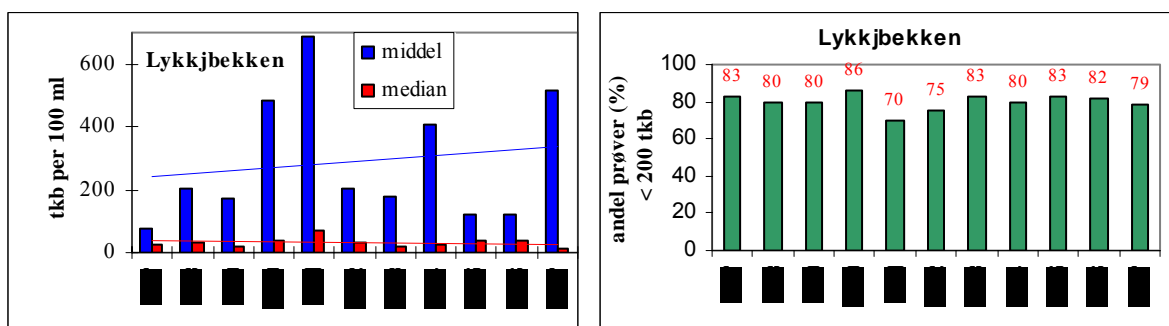 Lykkjbekken
middel
median
tkb per 100 ml
600
400
200
0
Lykkjbekken
andel prøver (%)
< 200 tkb
100
80
60
40
20
0
83 80 80 86 70 75 83 80 83 82 79